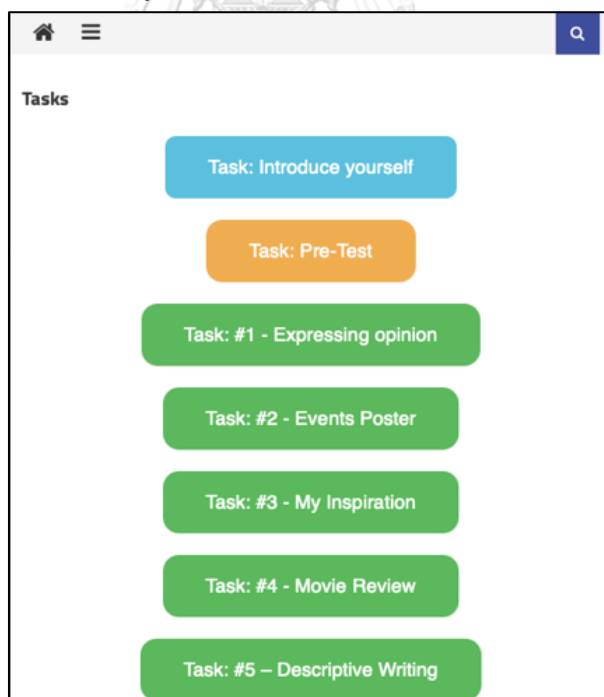 Tasks
Task: Introduce yourself
Task: Pre-Test
Task: #1 - Expressing opinion
Task: #2 - Events Poster
Task: #3 - My Inspiration
Task: #4 - Movie Review
Task: #5 – Descriptive Writing